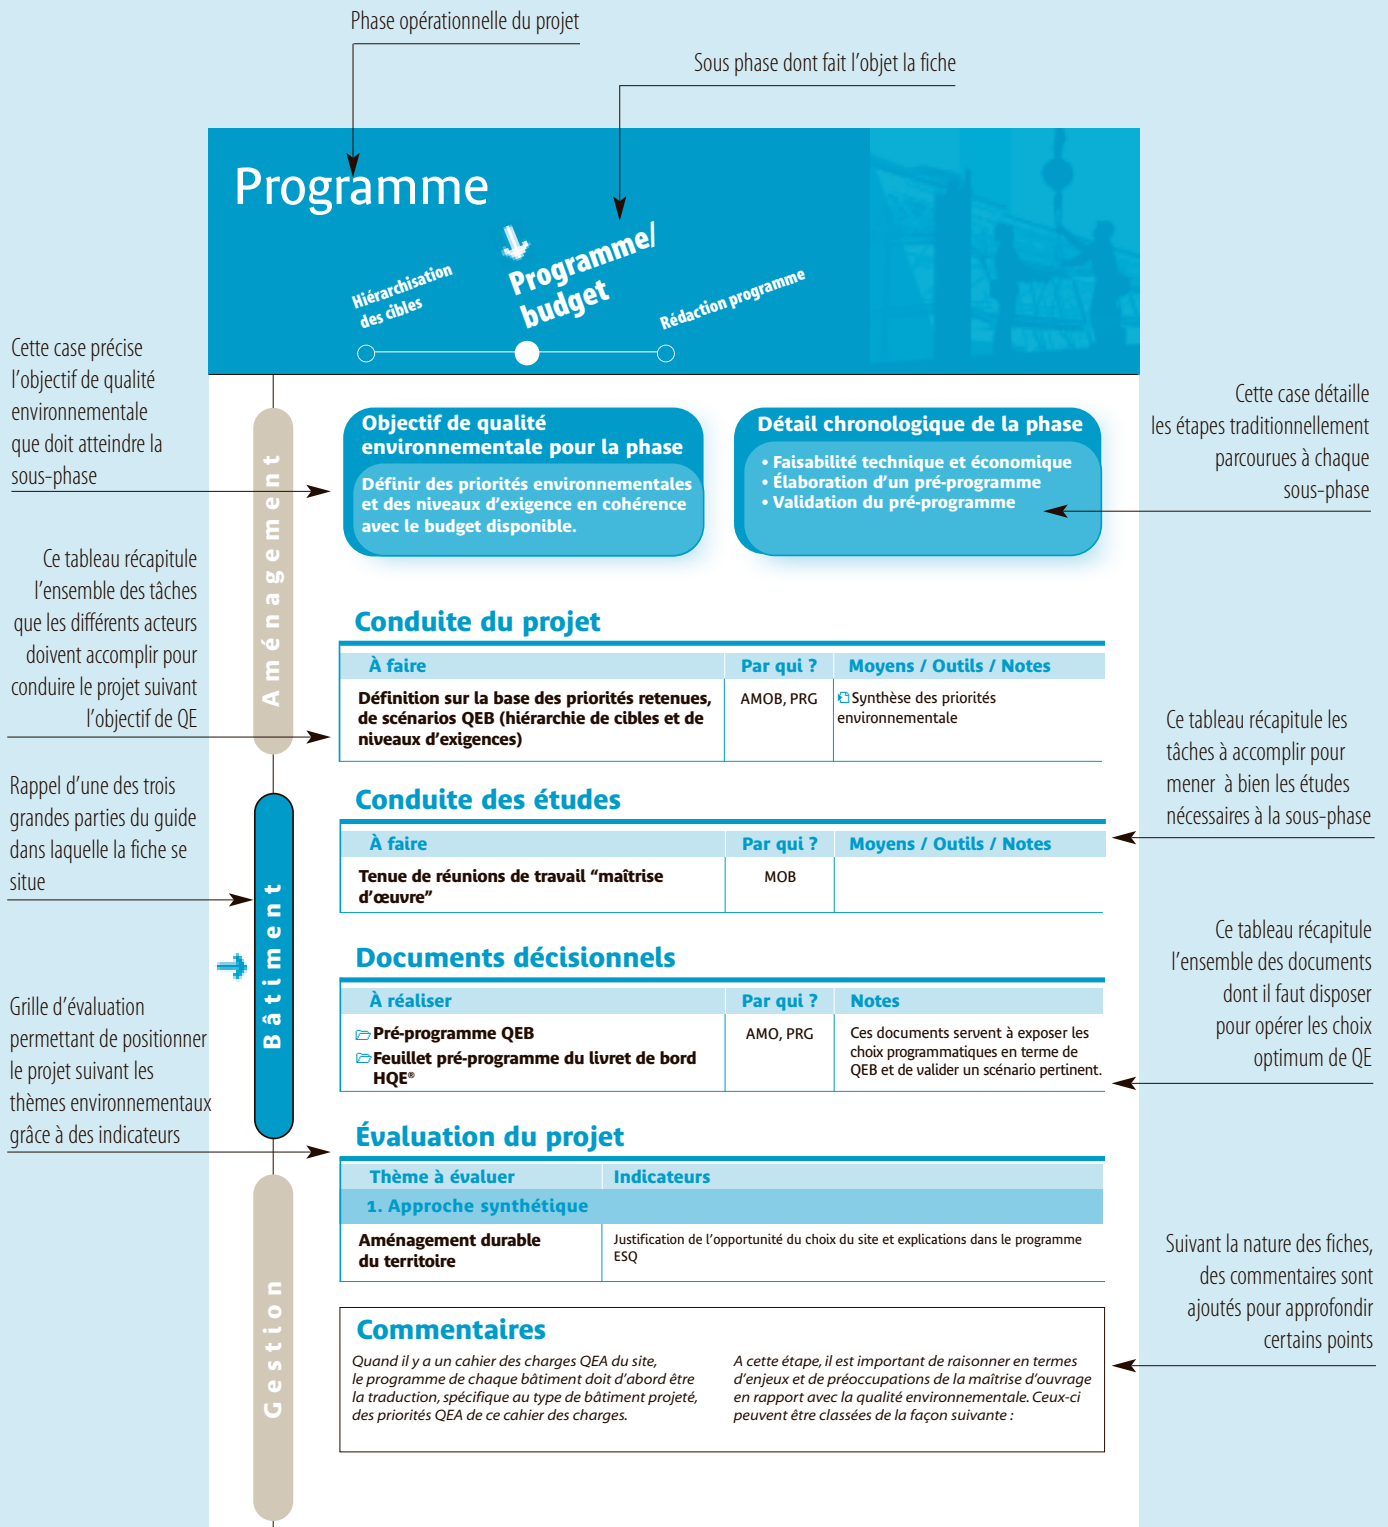 Phase opérationnelle du projet
Sous phase dont fait l’objet la fiche
Programme
Hiérarchisation
des cibles
Programme/
budget
Rédaction programme
Cette case précise
l’objectif de qualité
environnementale
que doit atteindre la
sous-phase
Ce tableau récapitule
l’ensemble des tâches
que les différents acteurs
doivent accomplir pour
conduire le projet suivant
l’objectif de QE
Rappel d’une des trois
grandes parties du guide
dans laquelle la fiche se
situe
Grille d’évaluation
permettant de positionner
le projet suivant les
thèmes environnementaux
grâce à des indicateurs
Aménagement
Bâtiment
Gestion
Objectif de qualité
environnementale pour la phase
Définir des priorités environnementales
et des niveaux d’exigence en cohérence
avec le budget disponible.
Détail chronologique de la phase
• Faisabilité technique et économique
• Élaboration d’un pré-programme
• Validation du pré-programme
Conduite du projet
À faire Par qui ? Moyens / Outils / Notes
Définition sur la base des priorités retenues,
de scénarios QEB (hiérarchie de cibles et de
niveaux d’exigences)
AMOB, PRG
Synthèse des priorités
environnementale
Conduite des études
À faire Par qui ? Moyens / Outils / Notes
Tenue de réunions de travail “maîtrise
d’œuvre”
MOB
Documents décisionnels
À réaliser Par qui ? Notes
Pré-programme QEB
Feuillet pré-programme du livret de bord
HQE®
AMO, PRG
Ces documents servent à exposer les
choix programmatiques en terme de
QEB et de valider un scénario pertinent.
Évaluation du projet
Thème à évaluer Indicateurs
1. Approche synthétique
Aménagement durable
du territoire
Justification de l’opportunité du choix du site et explications dans le programme
ESQ
Commentaires
Quand il y a un cahier des charges QEA du site,
le programme de chaque bâtiment doit d’abord être
la traduction, spécifique au type de bâtiment projeté,
des priorités QEA de ce cahier des charges.
A cette étape, il est important de raisonner en termes
d’enjeux et de préoccupations de la maîtrise d’ouvrage
en rapport avec la qualité environnementale. Ceux-ci
peuvent être classées de la façon suivante :
Cette case détaille
les étapes traditionnellement
parcourues à chaque
sous-phase
Ce tableau récapitule les
tâches à accomplir pour
mener à bien les études
nécessaires à la sous-phase
Ce tableau récapitule
l’ensemble des documents
dont il faut disposer
pour opérer les choix
optimum de QE
Suivant la nature des fiches,
des commentaires sont
ajoutés pour approfondir
certains points